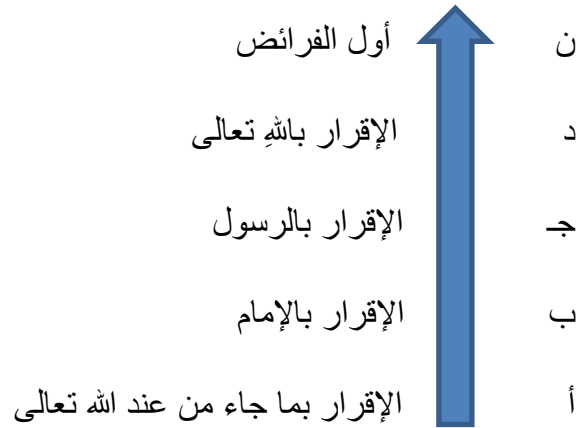 ن أول الفرائض
د الإقرار باللهِ تعالى
جـ الإقرار بالرسول
ب الإقرار بالإمام
أ الإقرار بما جاء من عند الله تعالى